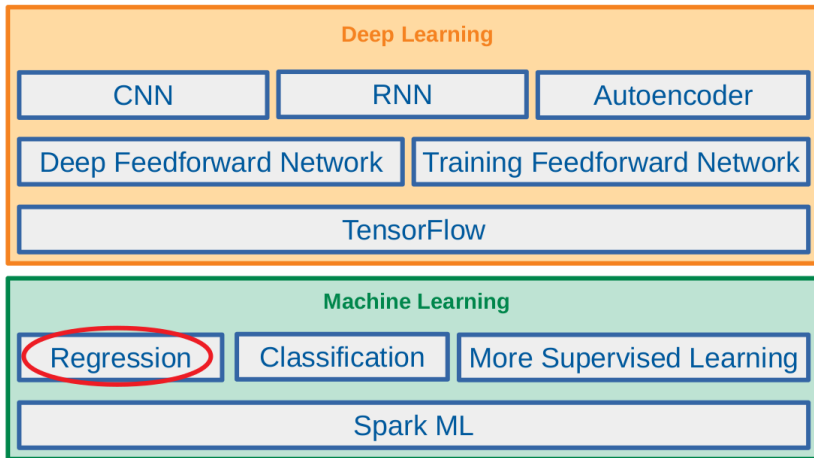 Deep Learning
CNN
RNN
Autoencoder
Deep Feedforward Network
Training Feedforward Network
TensorFlow
Machine Learning
Regression
Classification
More Supervised Learning
Spark ML